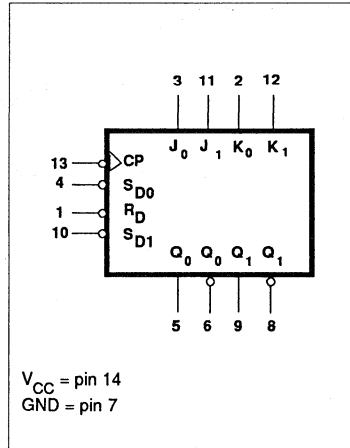 3 11 2 12
J0 J1 K0 K1
13 CP
4 SD0
1 RD
10 SD1
Q0 Q0 Q1 Q1
5 6 9 8
VCC = pin 14
GND = pin 7